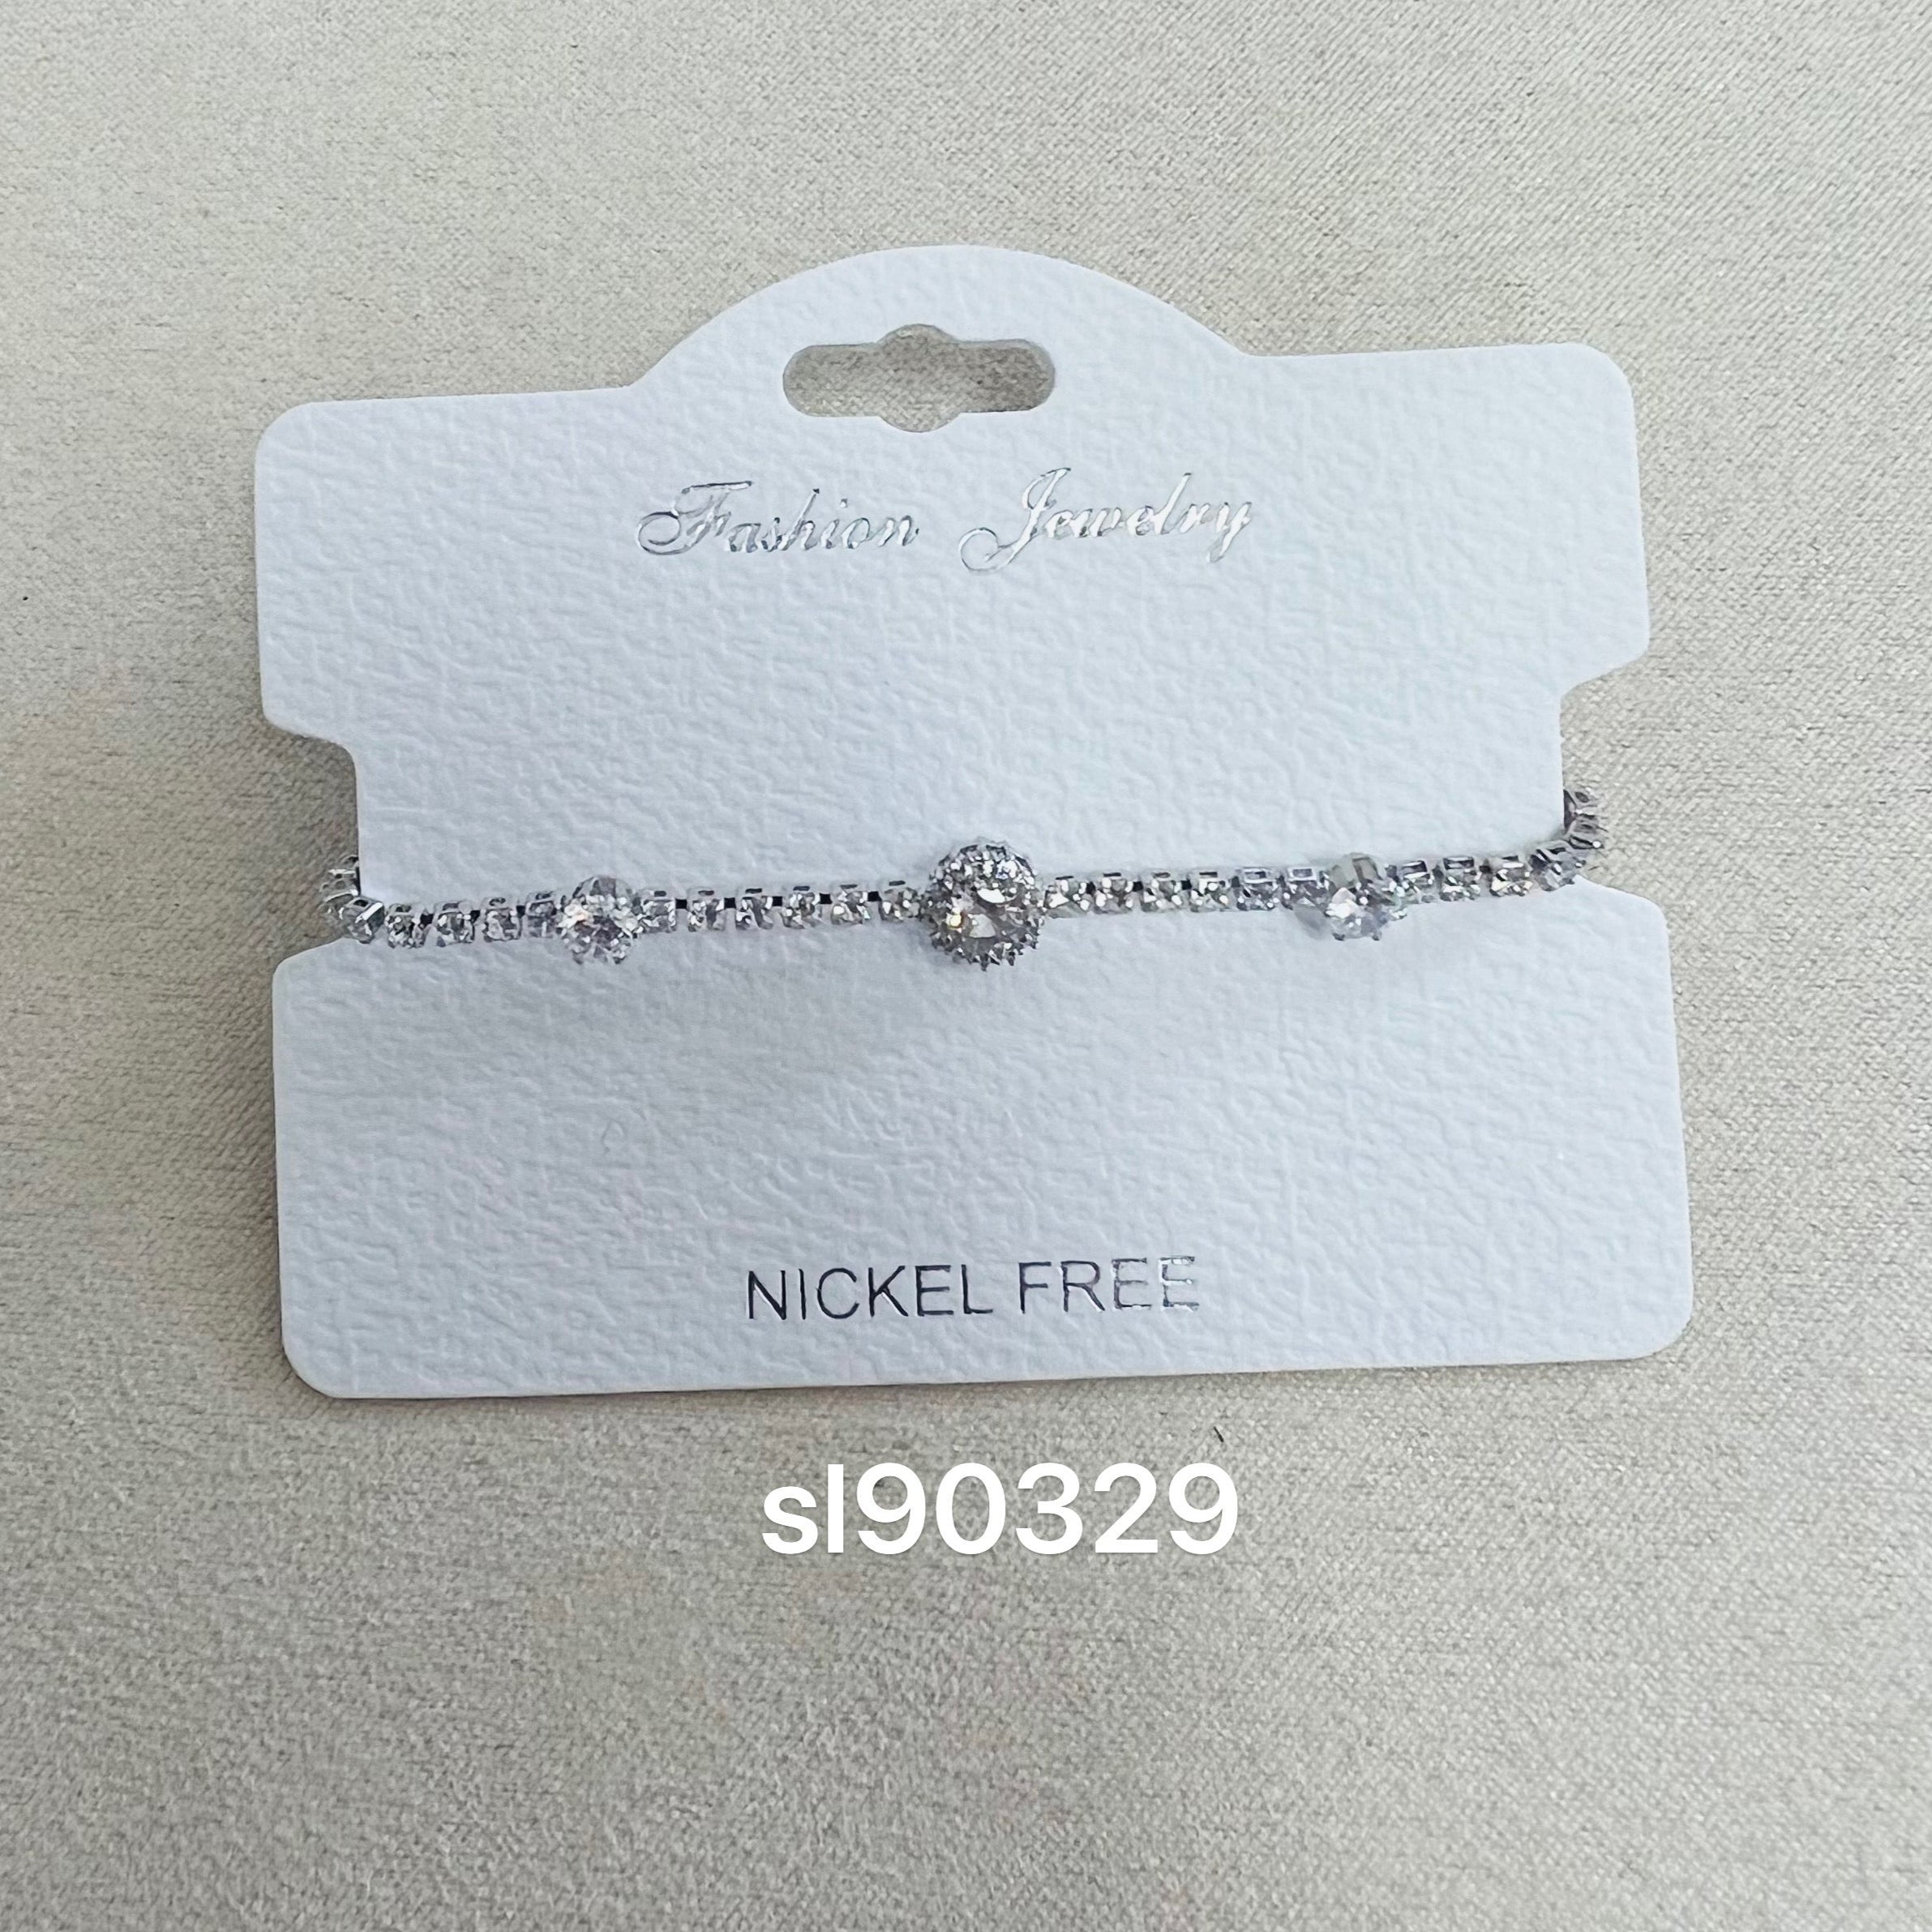 Fashion Jewelry
NICKEL FREE
sl90329